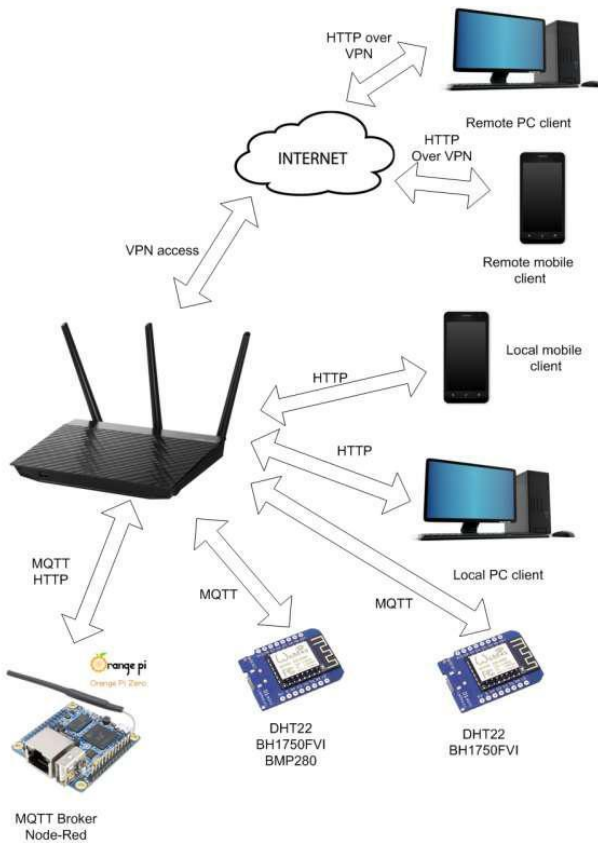 HTTP over
VPN
Remote PC client
INTERNET
HTTP
Over VPN
Remote mobile
client
VPN access
Local mobile
client
HTTP
HTTP
Local PC client
MQTT
HTTP
MQTT
MQTT
range pi
Orange Pi Zero
DHT22
BH1750FVI
BMP280
DHT22
BH1750FVI
MQTT Broker
Node-Red